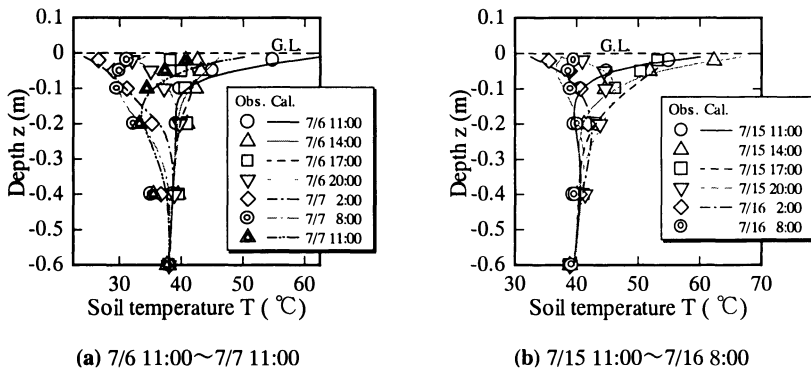 0.1
0
-0.1
-0.2
-0.3
-0.4
-0.5
-0.6
Depth z (m)
G.L.
Obs. Cal.
7/6 11:00
7/6 14:00
7/6 17:00
7/6 20:00
7/7 2:00
7/7 8:00
7/7 11:00
30 40 50 60
Soil temperature T ( ℃)
(a) 7/6 11:00～7/7 11:00
0.1
0
-0.1
-0.2
-0.3
-0.4
-0.5
-0.6
Depth z (m)
G.L.
Obs. Cal.
7/15 11:00
7/15 14:00
7/15 17:00
7/15 20:00
7/16 2:00
7/16 8:00
30 40 50 60 70
Soil temperature T ( ℃)
(b) 7/15 11:00～7/16 8:00